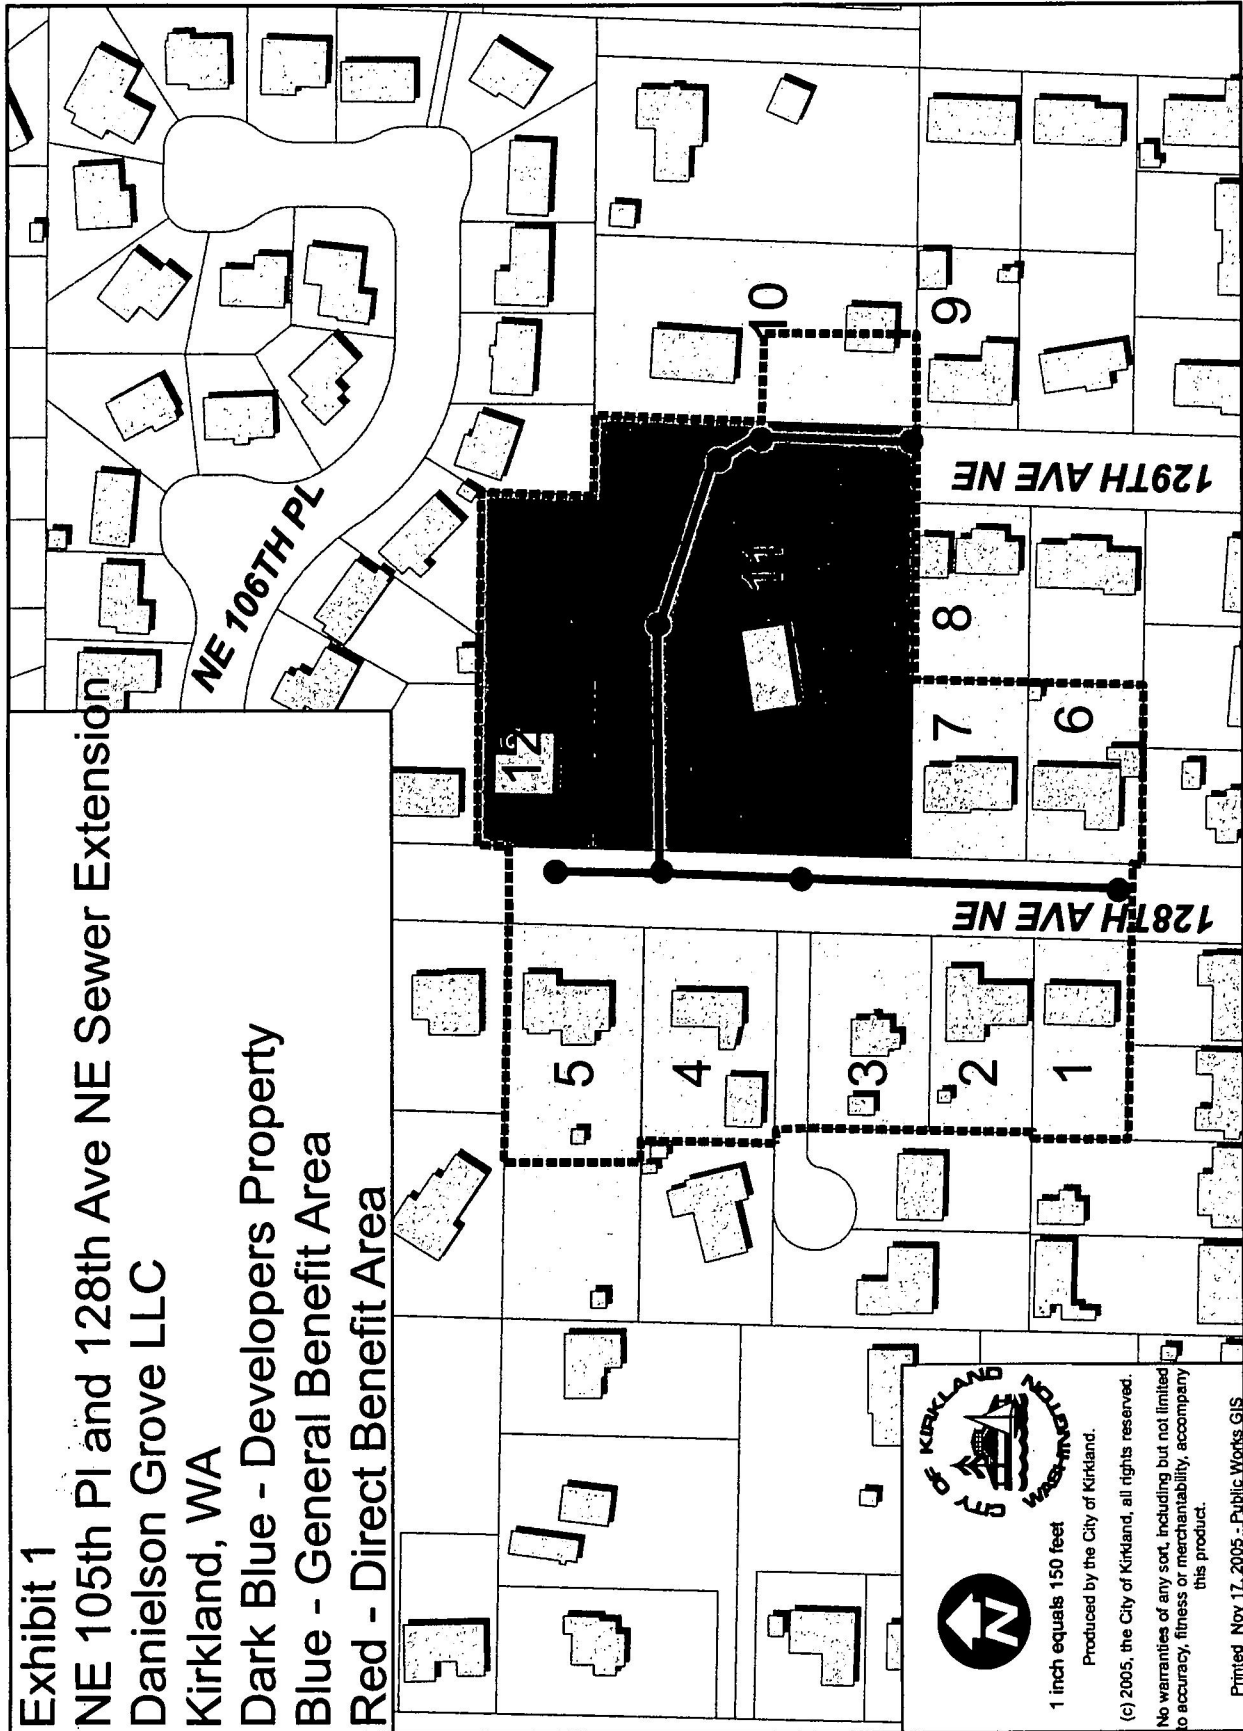 Exhibit 1
NE 105th Pl and 128th Ave NE Sewer Extension
Danielson Grove LLC
Kirkland, WA
Dark Blue - Developers Property
Blue - General Benefit Area
Red - Direct Benefit Area
NE 106TH PL
12
11
10
9
8
7
6
5
4
3
2
1
128TH AVE NE
129TH AVE NE
N
CITY OF KIRKLAND
WASHINGTON
1 inch equals 150 feet
Produced by the City of Kirkland.
(c) 2005, the City of Kirkland, all rights reserved.
No warranties of any sort, including but not limited
to accuracy, fitness or merchantability, accompany
this product.
Printed Nov 17, 2005 - Public Works GIS